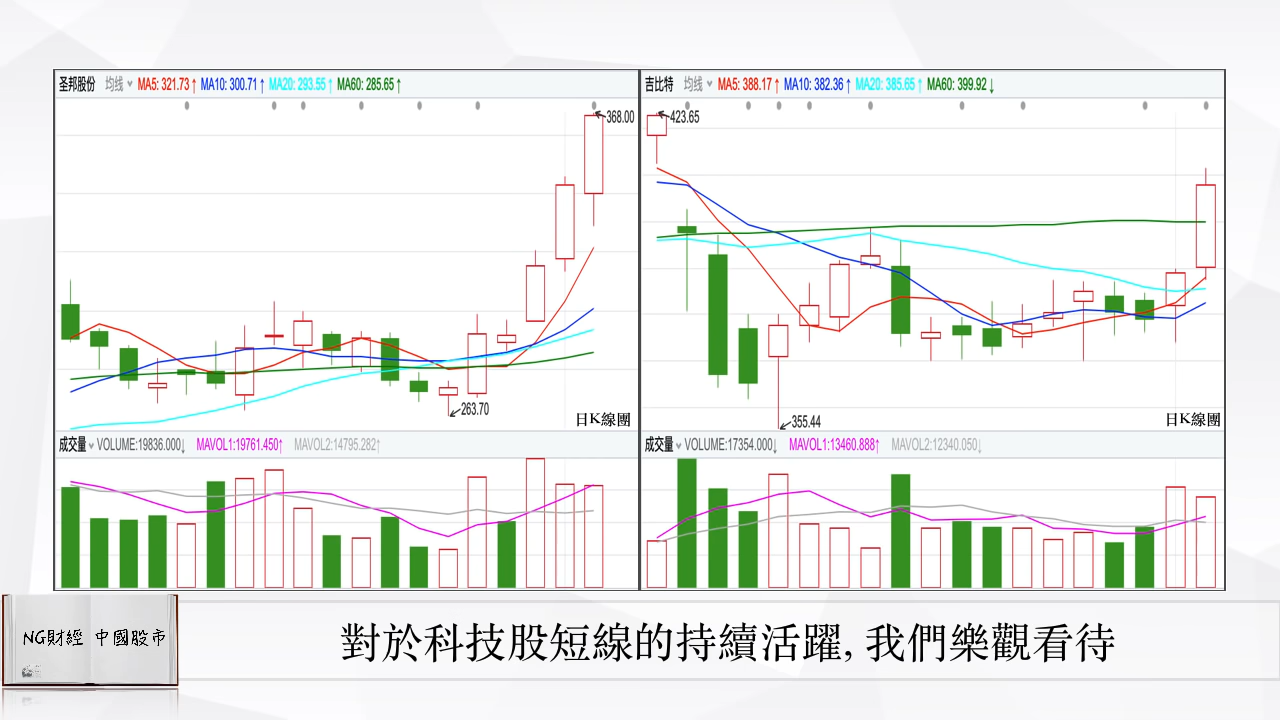 圣邦股份 均线 MA5: 321.73↑ MA10: 300.71↑ MA20: 293.55↑ MA60: 285.65↑
368.00
263.70
日K線圖
成交量 VOLUME:19836.000↓ MAVOL1:19761.450↑ MAVOL2:14795.282↑
吉比特 均线 MA5: 388.17↑ MA10: 382.36↑ MA20: 385.65↑ MA60: 399.92↓
423.65
355.44
日K線圖
成交量 VOLUME:17354.000↓ MAVOL1:13460.888↑ MAVOL2:12340.050↓
NG財經 中國股市
對於科技股短線的持續活躍, 我們樂觀看待